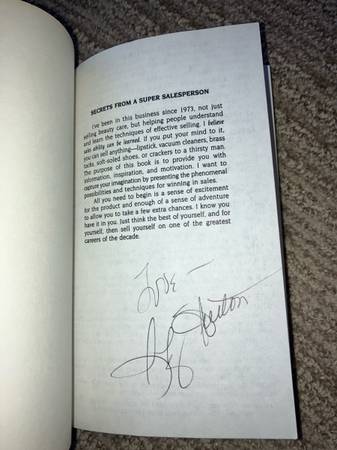 SECRETS FROM A SUPER SALESPERSON
I've been in this business since 1973, not just
selling beauty care, but helping people understand
and learn the techniques of effective selling. I believe
sales ability can be learned. If you put your mind to it,
you can sell anything—lipstick, vacuum cleaners, brass
tacks, soft-soled shoes, or crackers to a thirsty man.
The purpose of this book is to provide you with
information, inspiration, and motivation. I want to
capture your imagination by presenting the phenomenal
possibilities and techniques for winning in sales.
All you need to begin is a sense of excitement
for the product and enough of a sense of adventure
to allow you to take a few extra chances. I know you
have it in you. Just think the best of yourself, and for
yourself, then sell yourself on one of the greatest
careers of the decade.
Love —